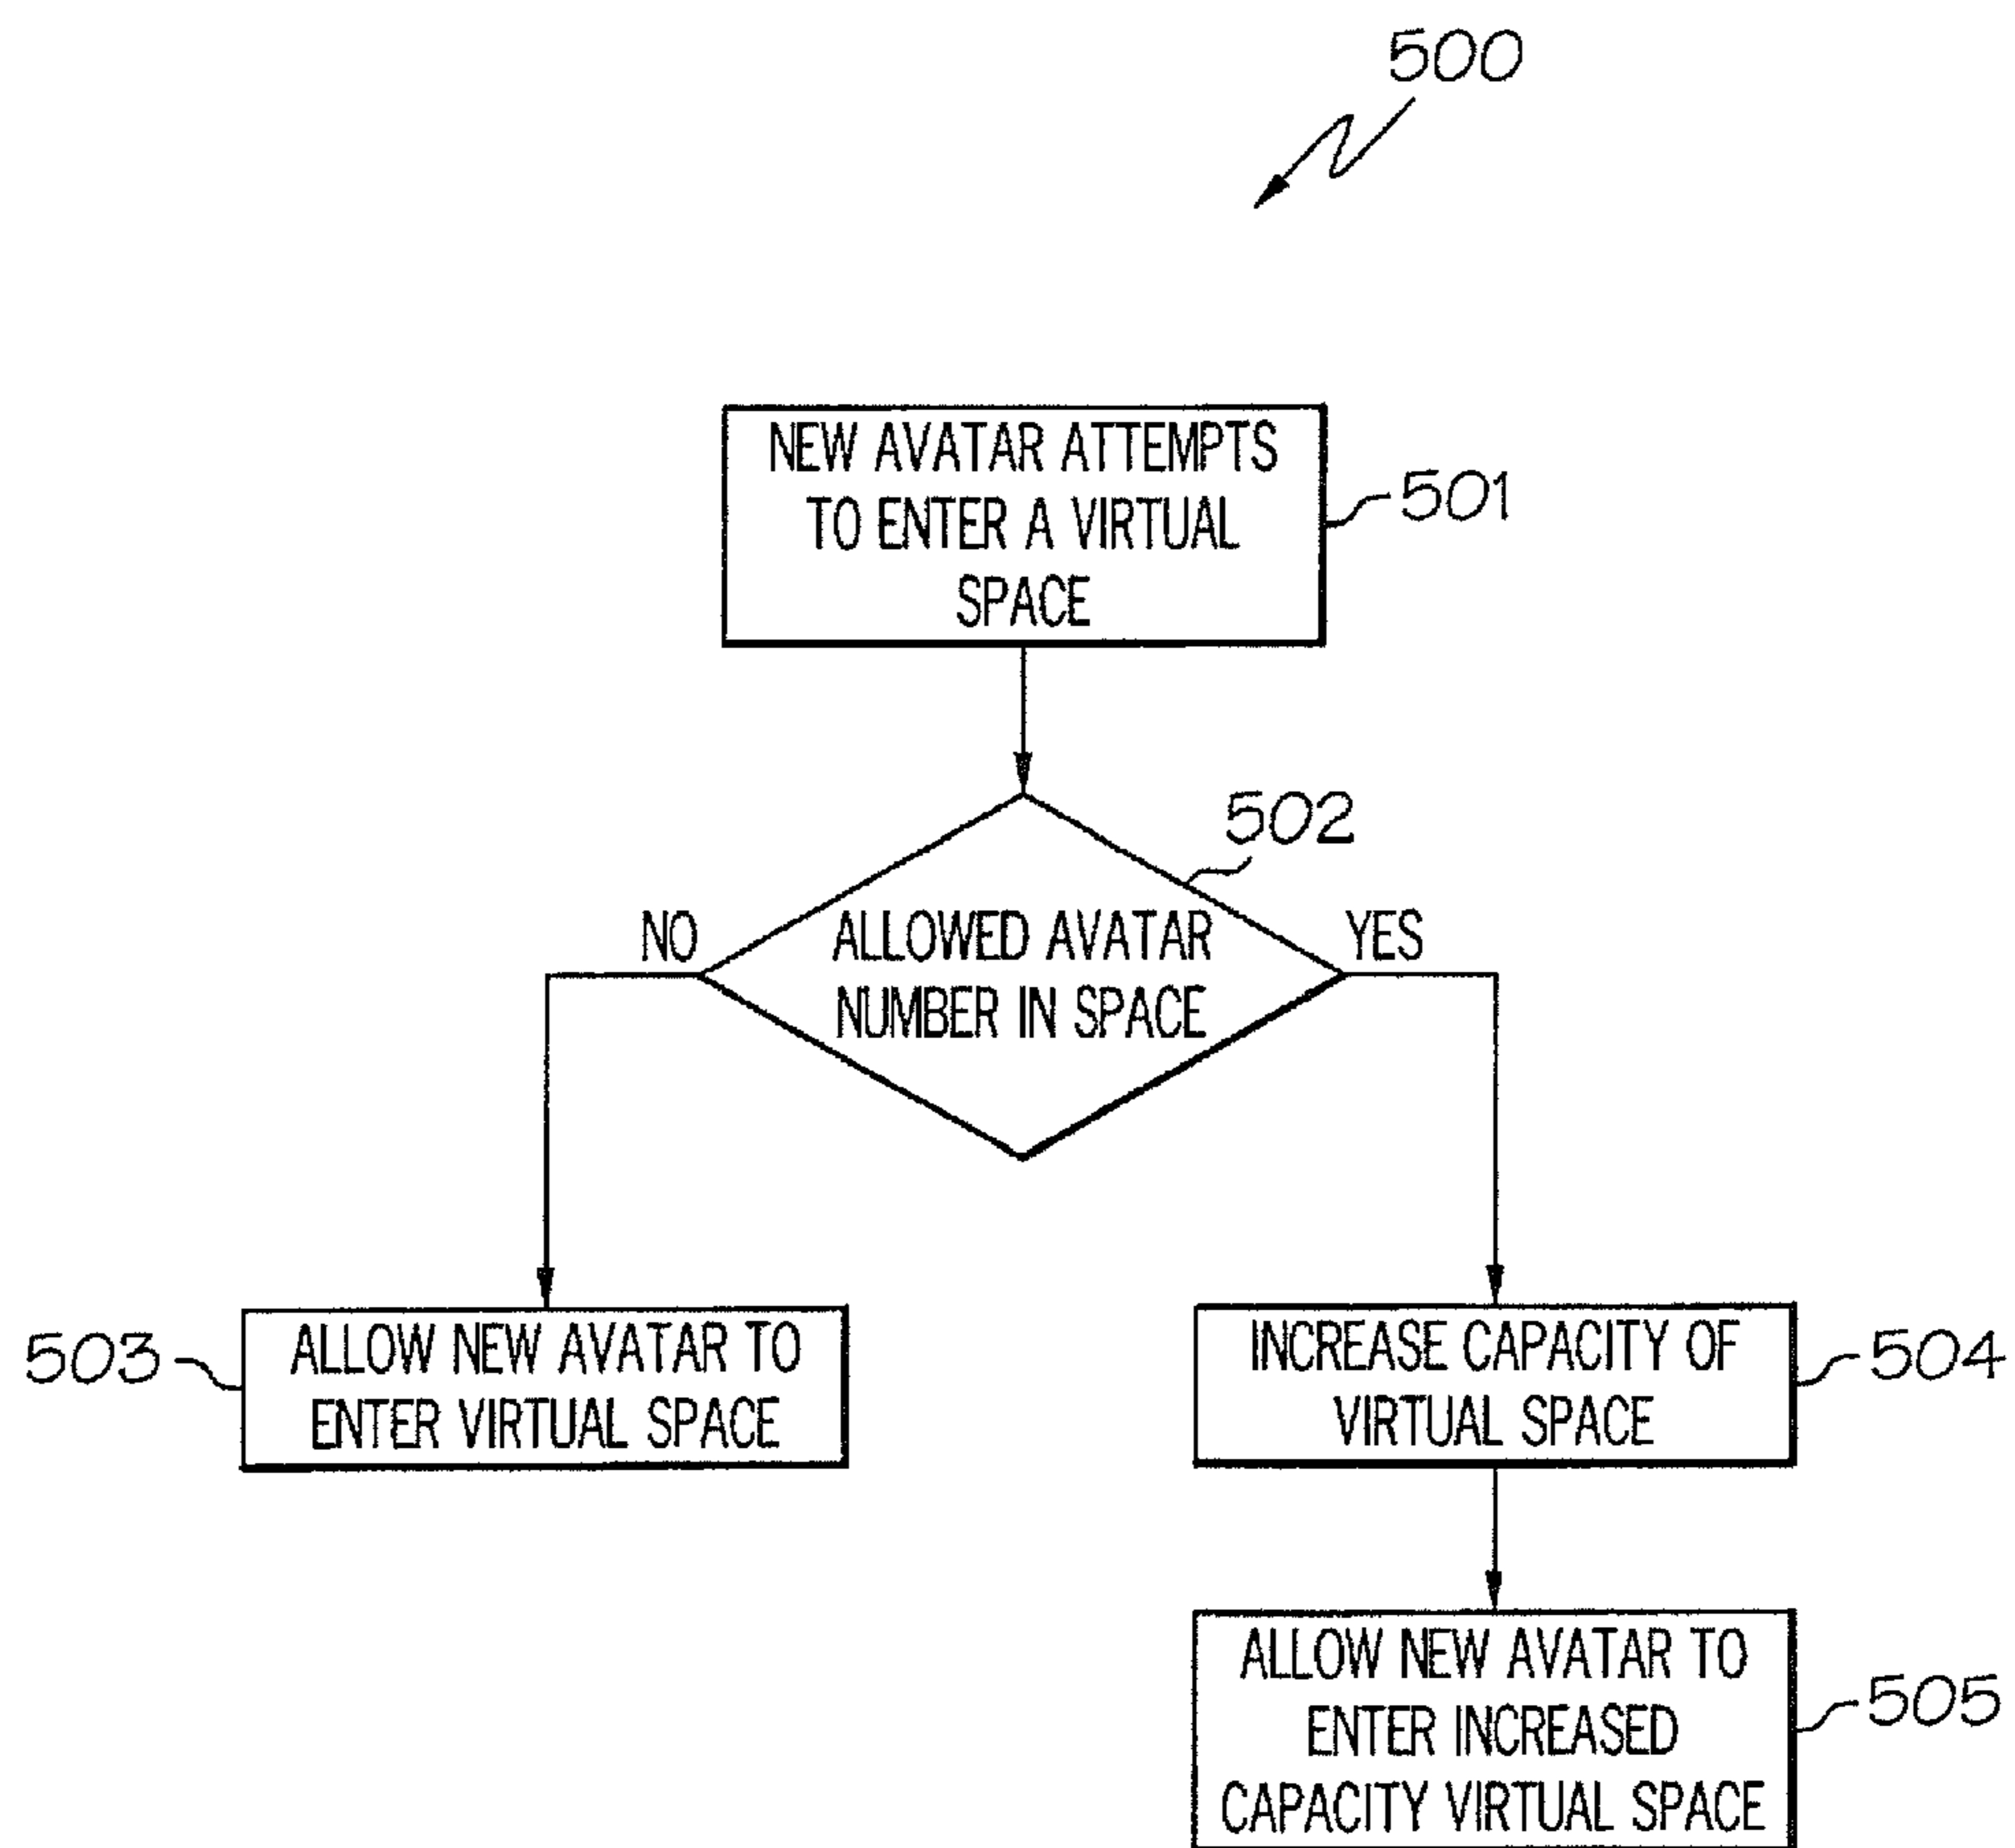 500
NEW AVATAR ATTEMPTS
TO ENTER A VIRTUAL
SPACE
501
502
NO
ALLOWED AVATAR
NUMBER IN SPACE
YES
503
ALLOW NEW AVATAR TO
ENTER VIRTUAL SPACE
INCREASE CAPACITY OF
VIRTUAL SPACE
504
ALLOW NEW AVATAR TO
ENTER INCREASED
CAPACITY VIRTUAL SPACE
505